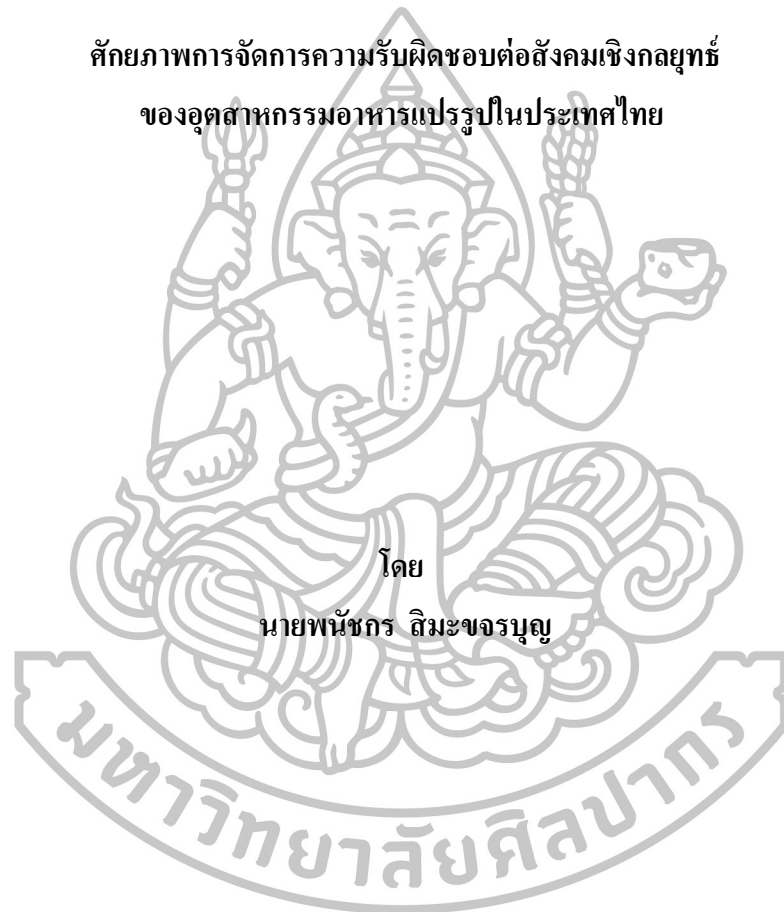 ศักยภาพการจัดการความรับผิดชอบต่อสังคมเชิงกลยุทธ์
ของอุตสาหกรรมอาหารแปรรูปในประเทศไทย
โดย
นายพนัชกร สิมะขจรบุญ
มหาวิทยาลัยศิลปากร